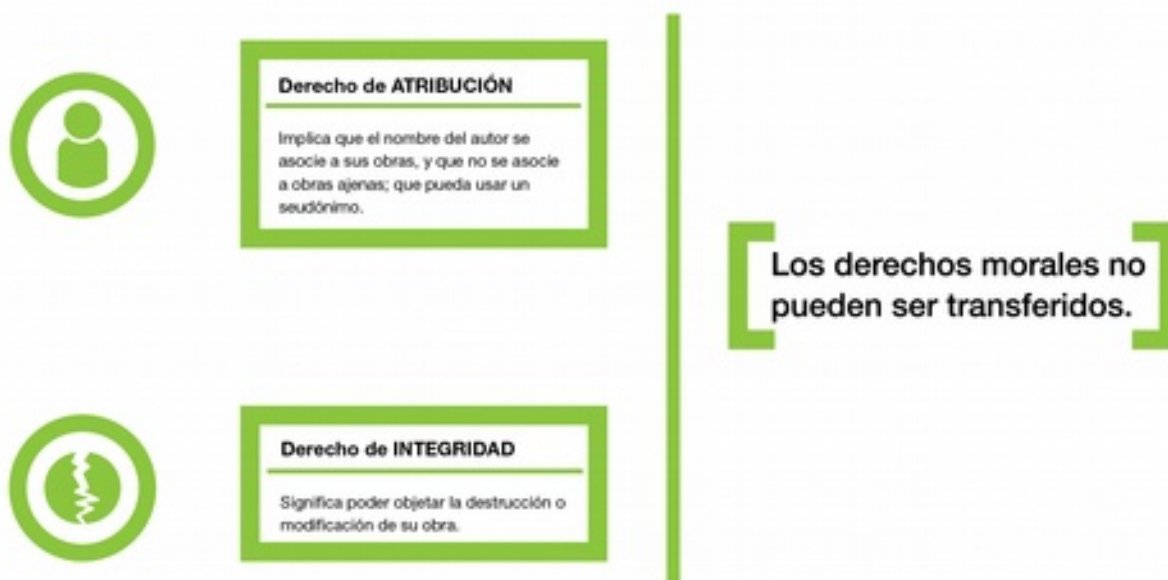 Derecho de ATRIBUCIÓN
Implica que el nombre del autor se
asocie a sus obras, y que no se asocie
a obras ajenas; que pueda usar un
seudónimo.
Derecho de INTEGRIDAD
Significa poder objetar la destrucción o
modificación de su obra.
Los derechos morales no
pueden ser transferidos.